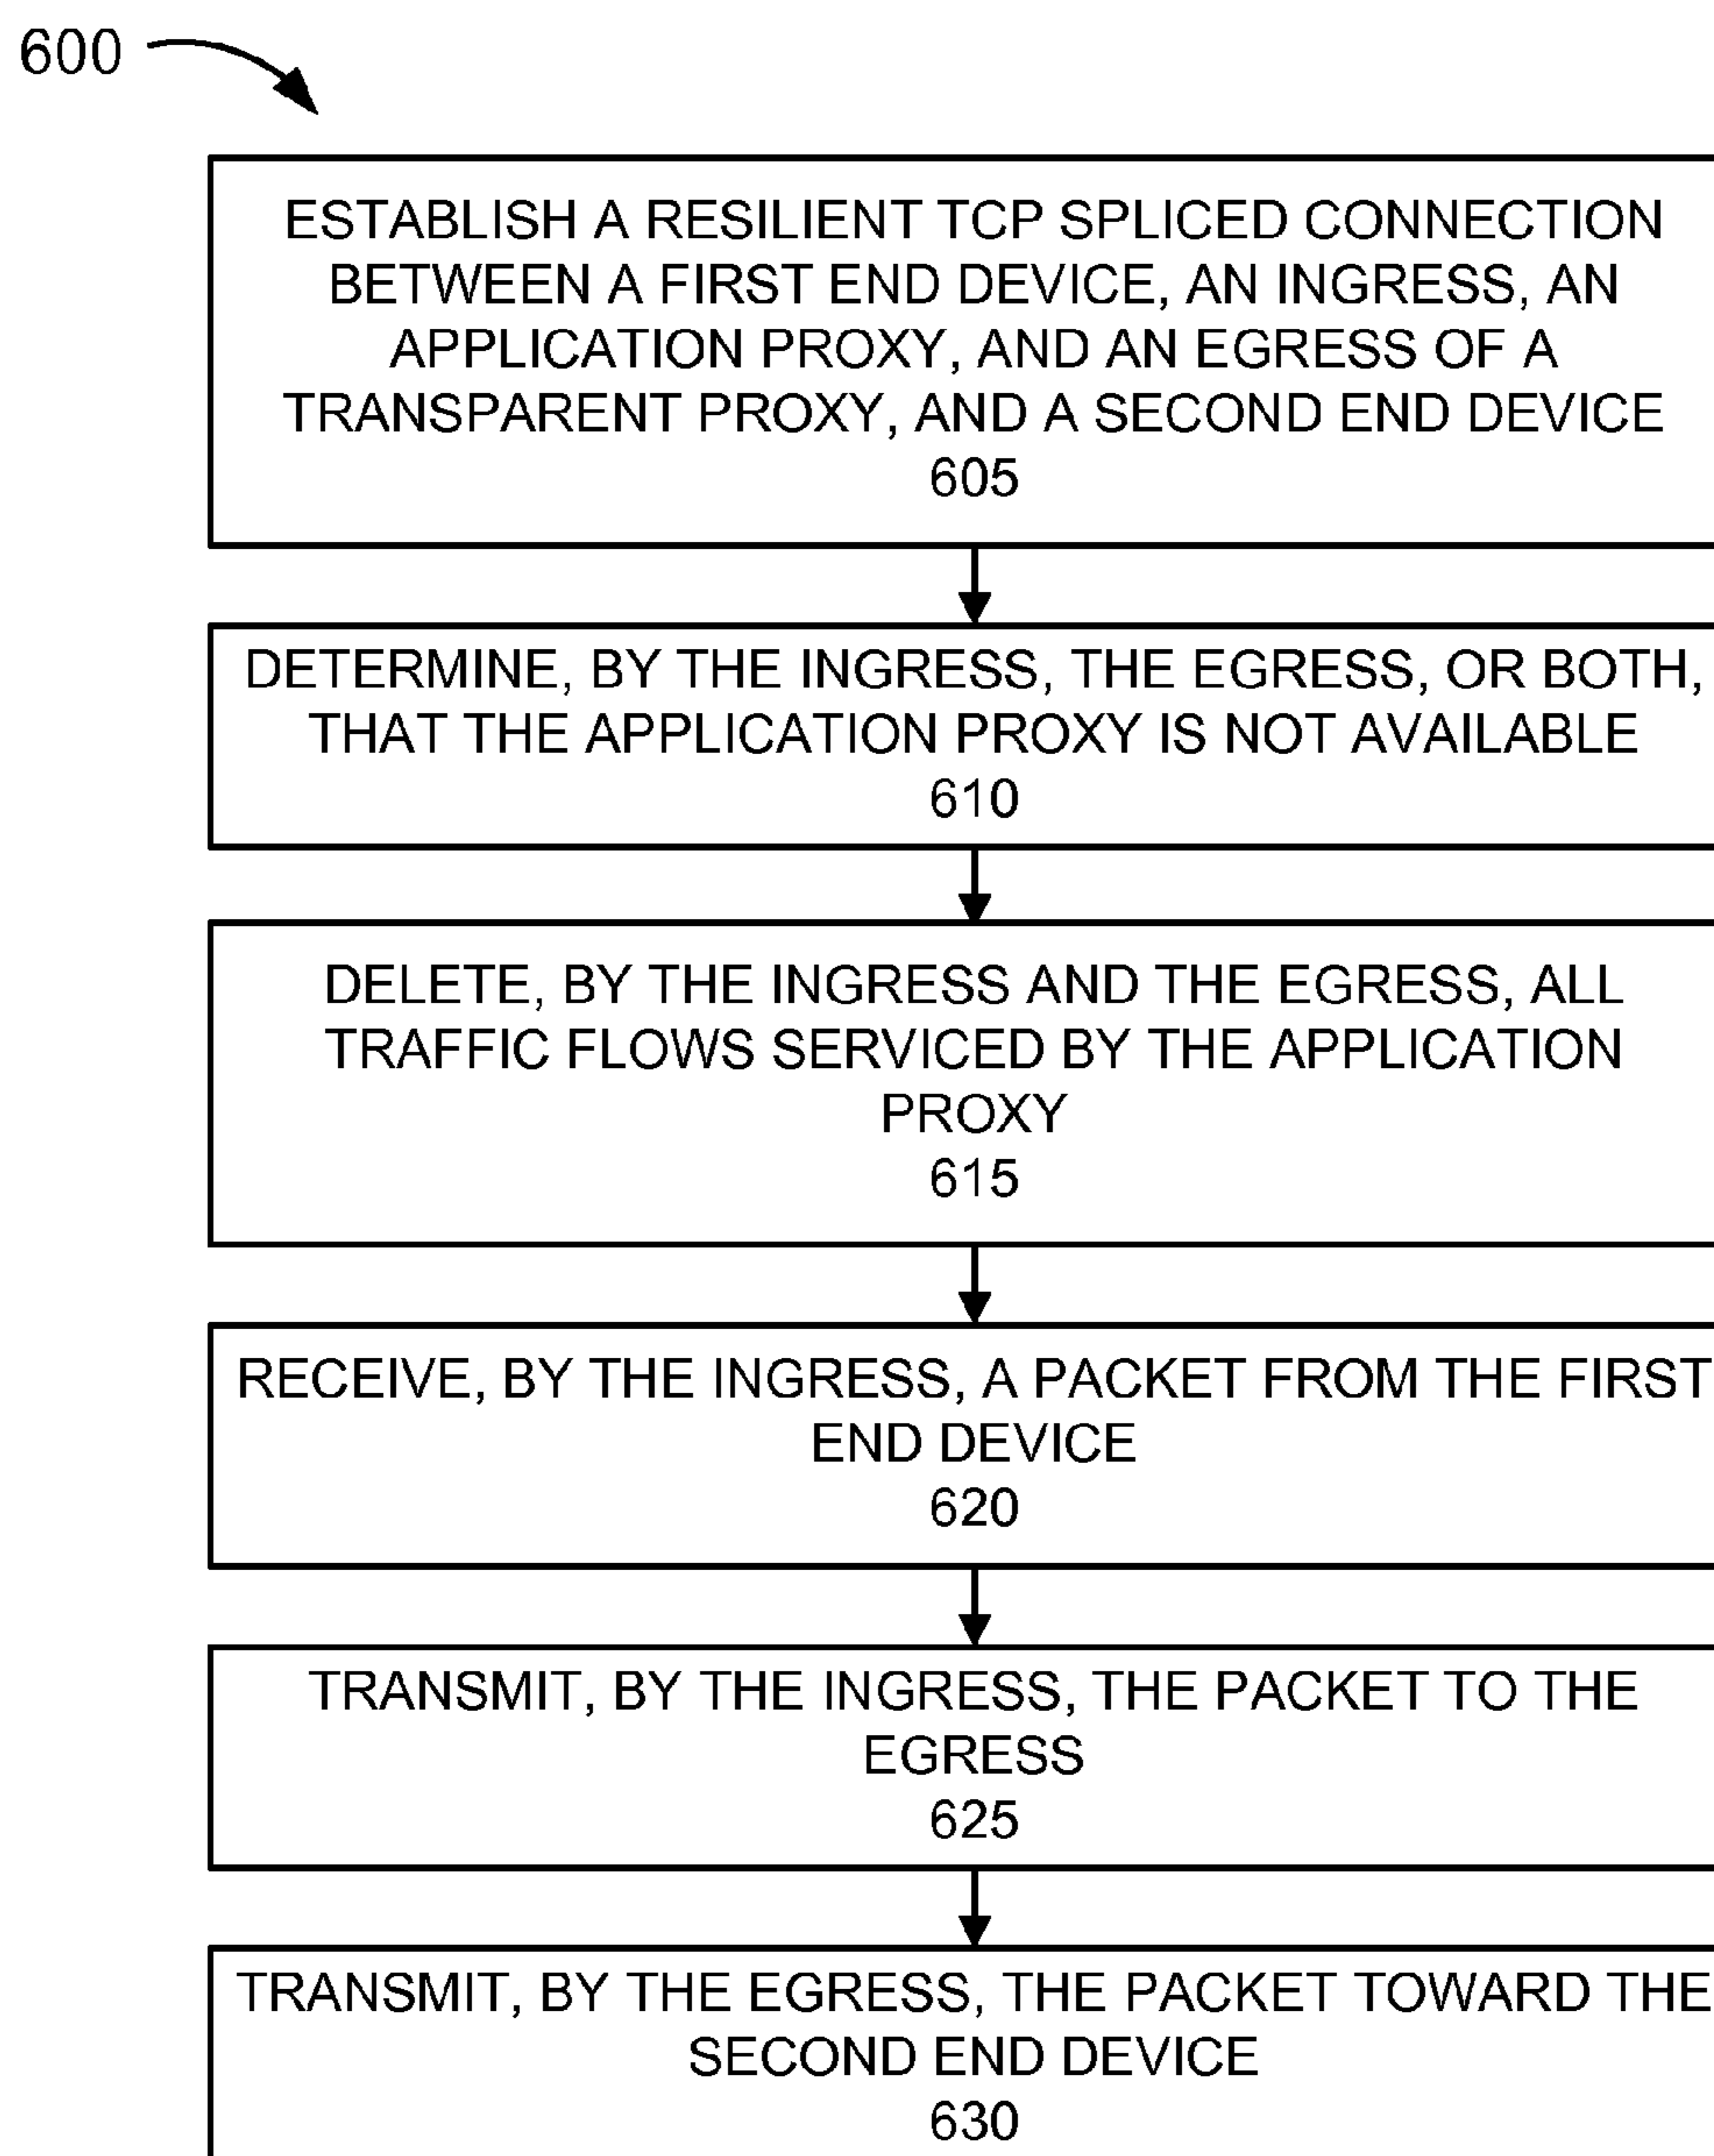 600
ESTABLISH A RESILIENT TCP SPLICED CONNECTION
BETWEEN A FIRST END DEVICE, AN INGRESS, AN
APPLICATION PROXY, AND AN EGRESS OF A
TRANSPARENT PROXY, AND A SECOND END DEVICE
605
DETERMINE, BY THE INGRESS, THE EGRESS, OR BOTH,
THAT THE APPLICATION PROXY IS NOT AVAILABLE
610
DELETE, BY THE INGRESS AND THE EGRESS, ALL
TRAFFIC FLOWS SERVICED BY THE APPLICATION
PROXY
615
RECEIVE, BY THE INGRESS, A PACKET FROM THE FIRST
END DEVICE
620
TRANSMIT, BY THE INGRESS, THE PACKET TO THE
EGRESS
625
TRANSMIT, BY THE EGRESS, THE PACKET TOWARD THE
SECOND END DEVICE
630